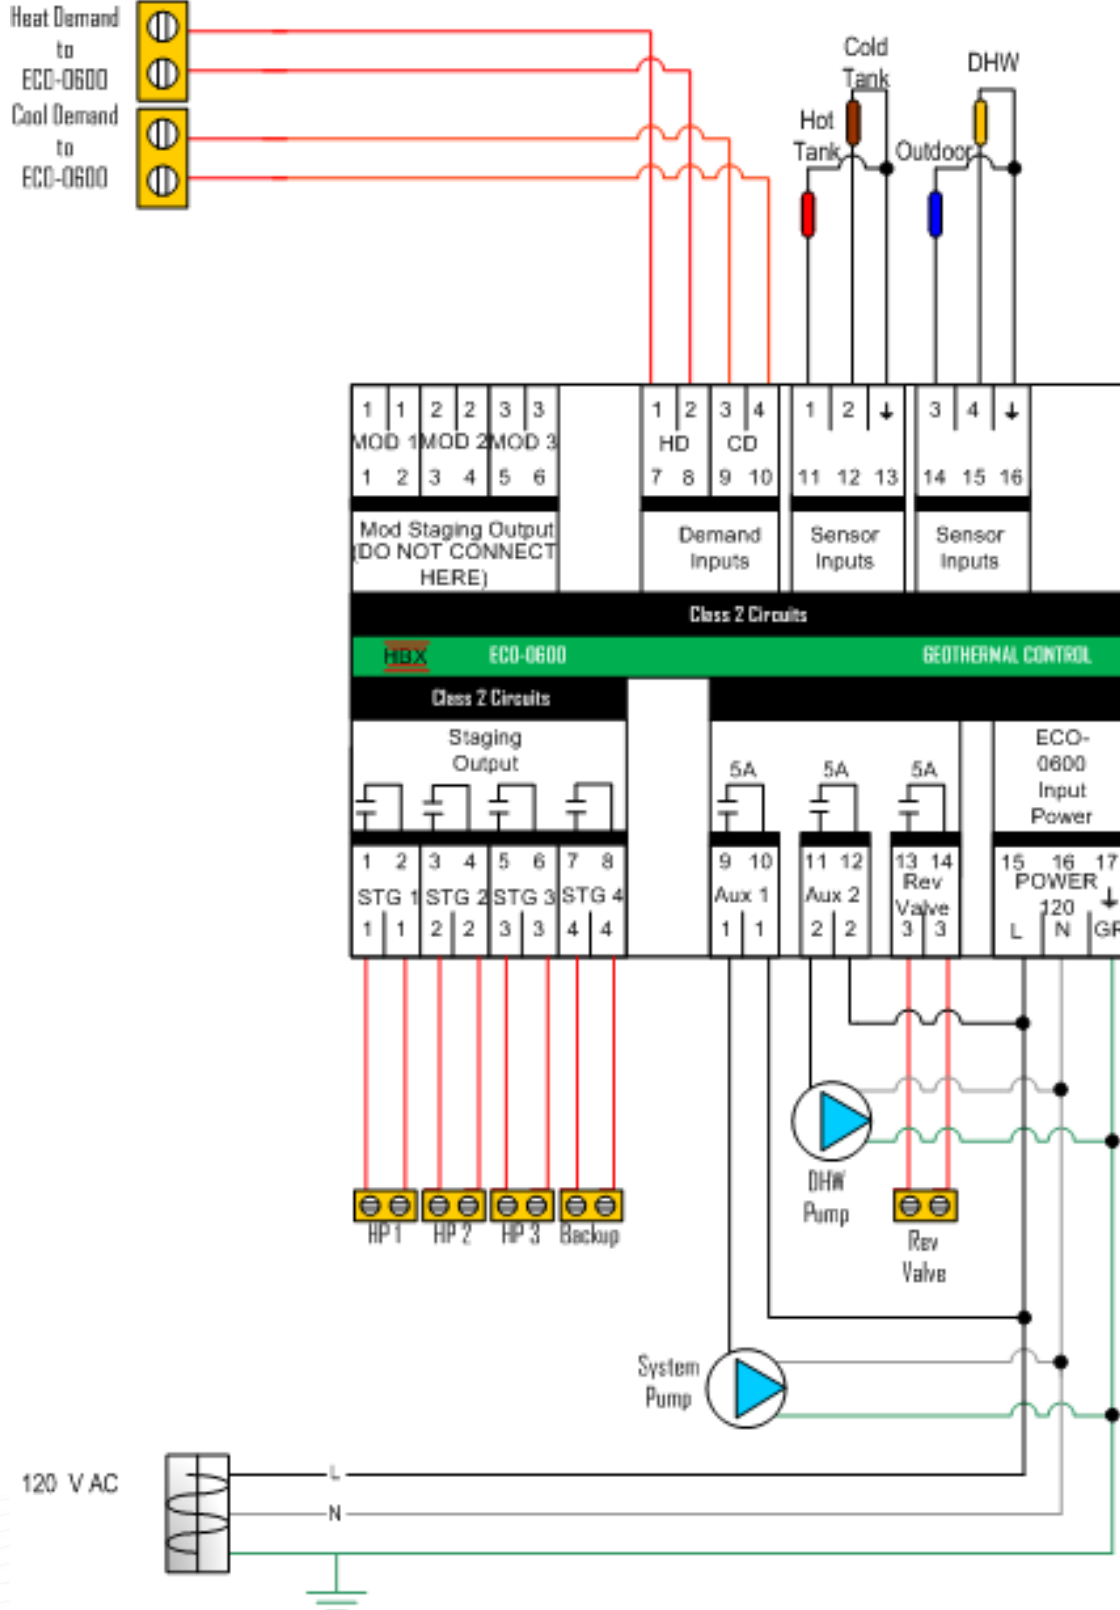 Heat Demand
to
ECO-0600
Cool Demand
to
ECO-0600
Cold
Tank
DHW
Hot
Tank
Outdoor
1 1 2 2 3 3
MOD 1 MOD 2 MOD 3
1 2 3 4 5 6
1 2 3 4
HD CD
7 8 9 10
1 2
11 12 13
3 4
14 15 16
Mod Staging Output
(DO NOT CONNECT
HERE)
Demand
Inputs
Sensor
Inputs
Sensor
Inputs
Class 2 Circuits
HBX ECO-0600 GEOTHERMAL CONTROL
Class 2 Circuits
Staging
Output
5A 5A 5A
ECO-
0600
Input
Power
1 2 3 4 5 6 7 8
STG 1 STG 2 STG 3 STG 4
1 1 2 2 3 3 4 4
9 10
Aux 1
1 1
11 12
Aux 2
2 2
13 14
Rev
Valve
3 3
15 16 17
POWER
120
L N GR
HP 1 HP 2 HP 3 Backup
DHW
Pump
Rev
Valve
System
Pump
120 V AC
L
N